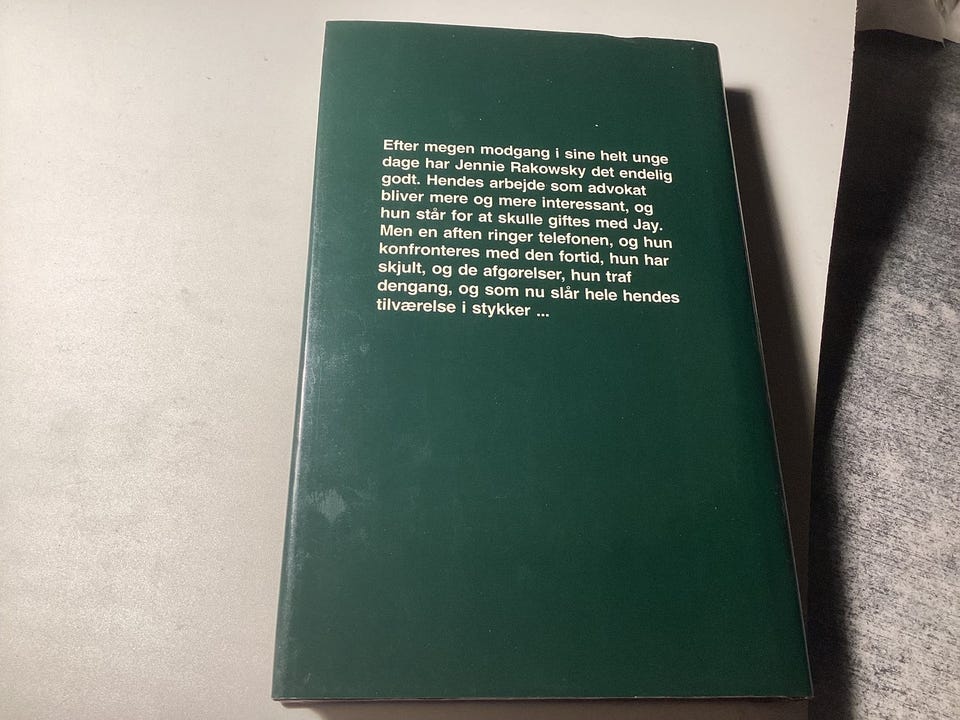 Efter megen modgang i sine helt unge
dage har Jennie Rakowsky det endelig
godt. Hendes arbejde som advokat
bliver mere og mere interessant, og
hun står for at skulle giftes med Jay.
Men en aften ringer telefonen, og hun
konfronteres med den fortid, hun har
skjult, og de afgørelser, hun traf
dengang, og som nu slår hele hendes
tilværelse i stykker ...